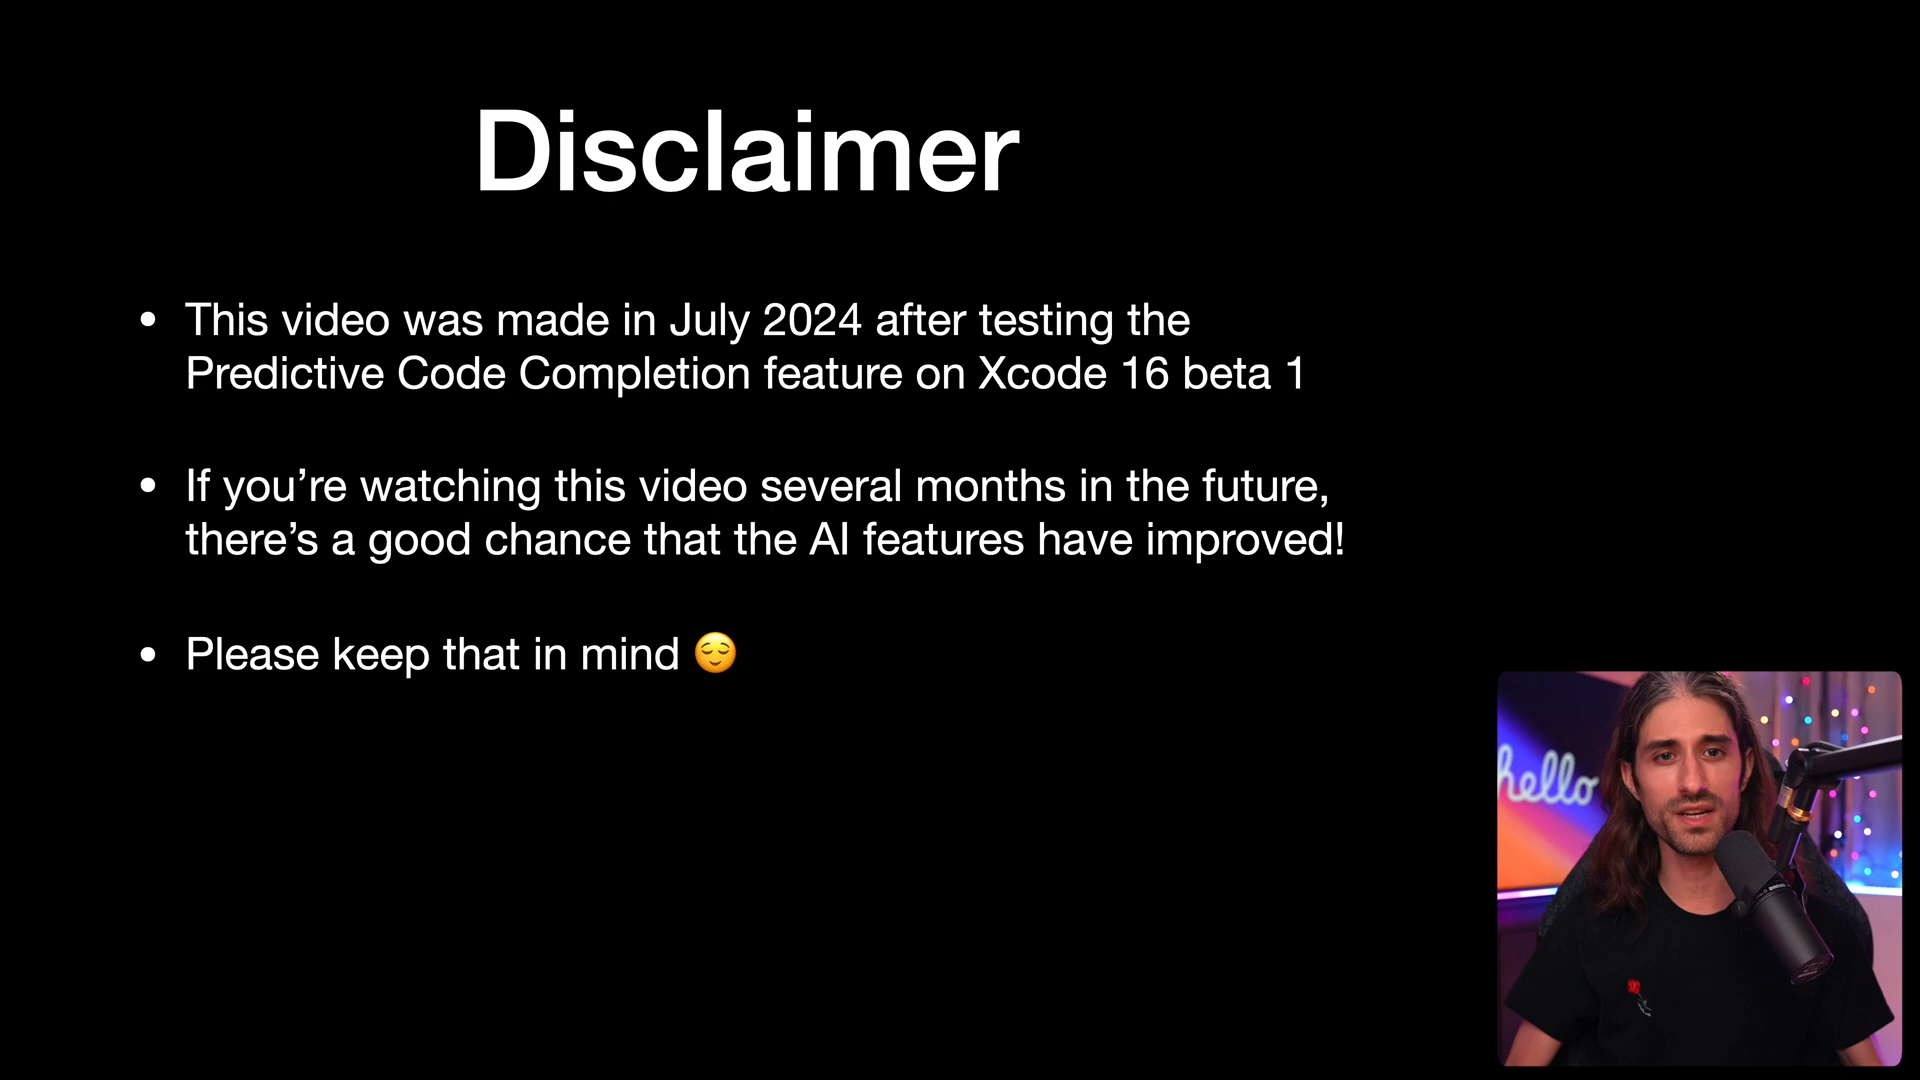 Disclaimer
• This video was made in July 2024 after testing the
Predictive Code Completion feature on Xcode 16 beta 1
• If you’re watching this video several months in the future,
there’s a good chance that the AI features have improved!
• Please keep that in mind 😌
hello